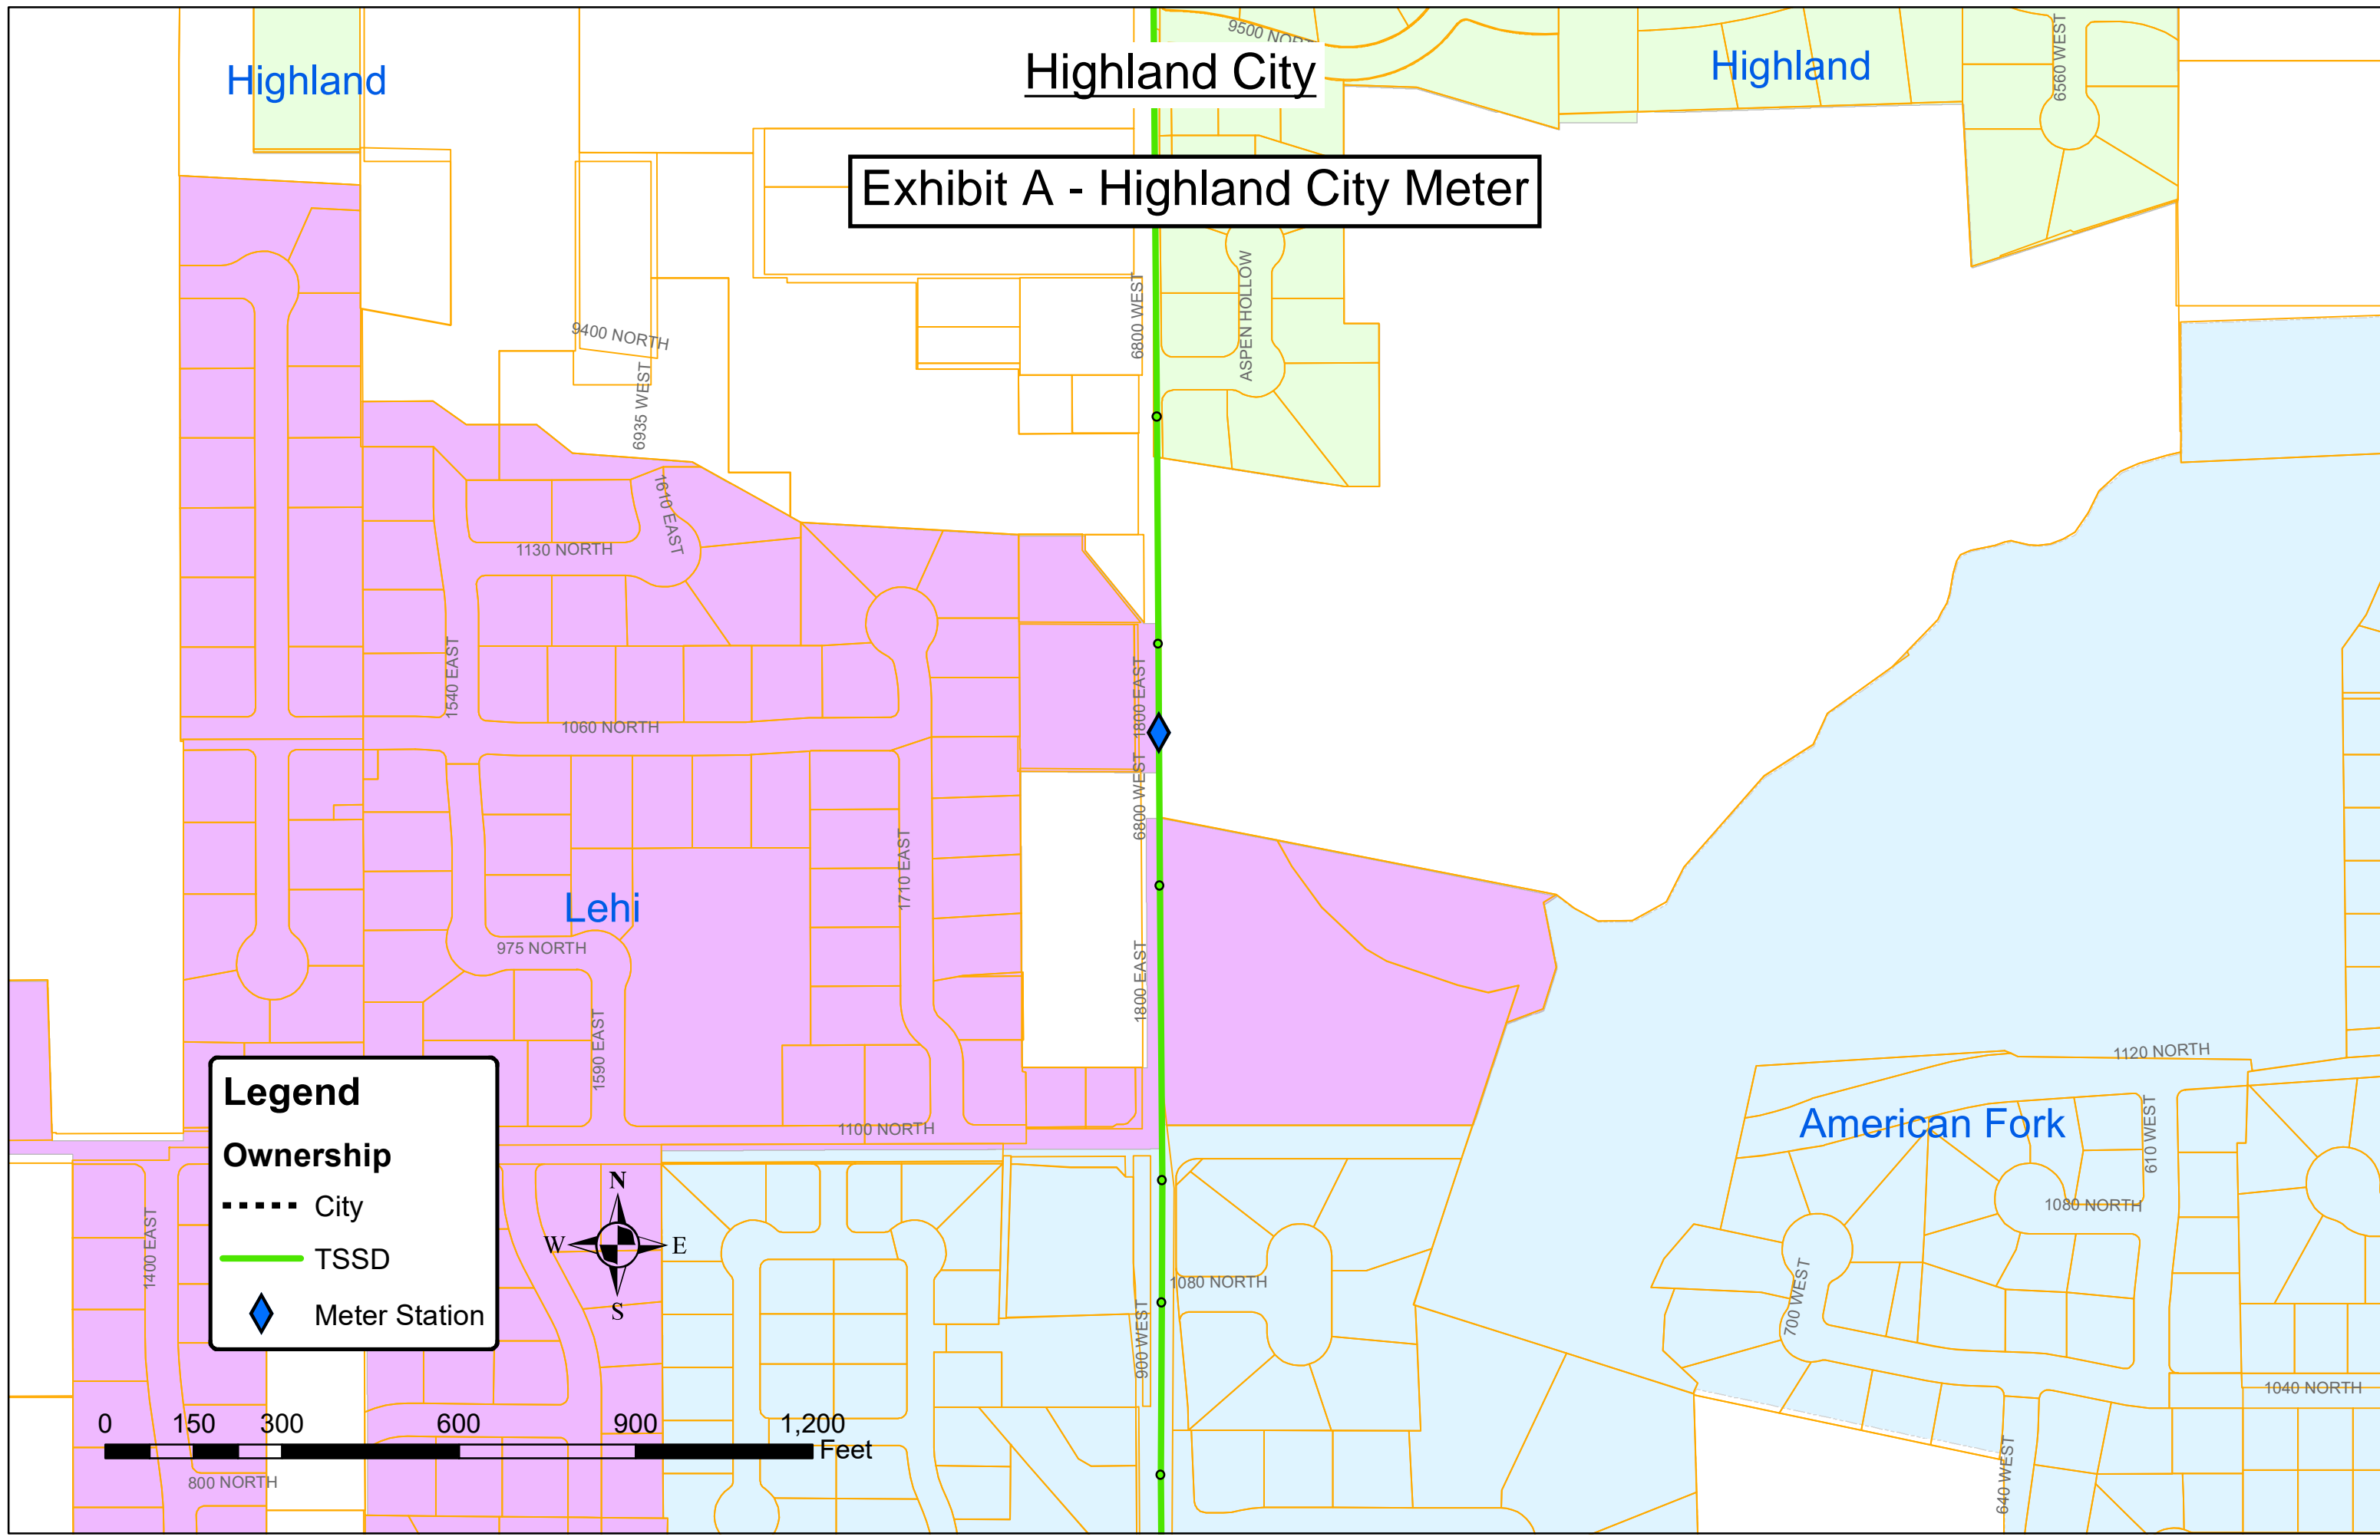 9500 NORTH
6560 WEST
Highland City
Highland
Highland
Exhibit A - Highland City Meter
6800 WEST
ASPEN HOLLOW
9400 NORTH
6935 WEST
1610 EAST
1130 NORTH
1540 EAST
1060 NORTH
1800 EAST
6800 WEST
1710 EAST
Lehi
975 NORTH
1800 EAST
1590 EAST
1100 NORTH
1120 NORTH
American Fork
610 WEST
1080 NORTH
Legend
Ownership
City
TSSD
Meter Station
N
W
E
S
1400 EAST
1080 NORTH
900 WEST
700 WEST
1040 NORTH
0 150 300 600 900 1,200
Feet
800 NORTH
640 WEST